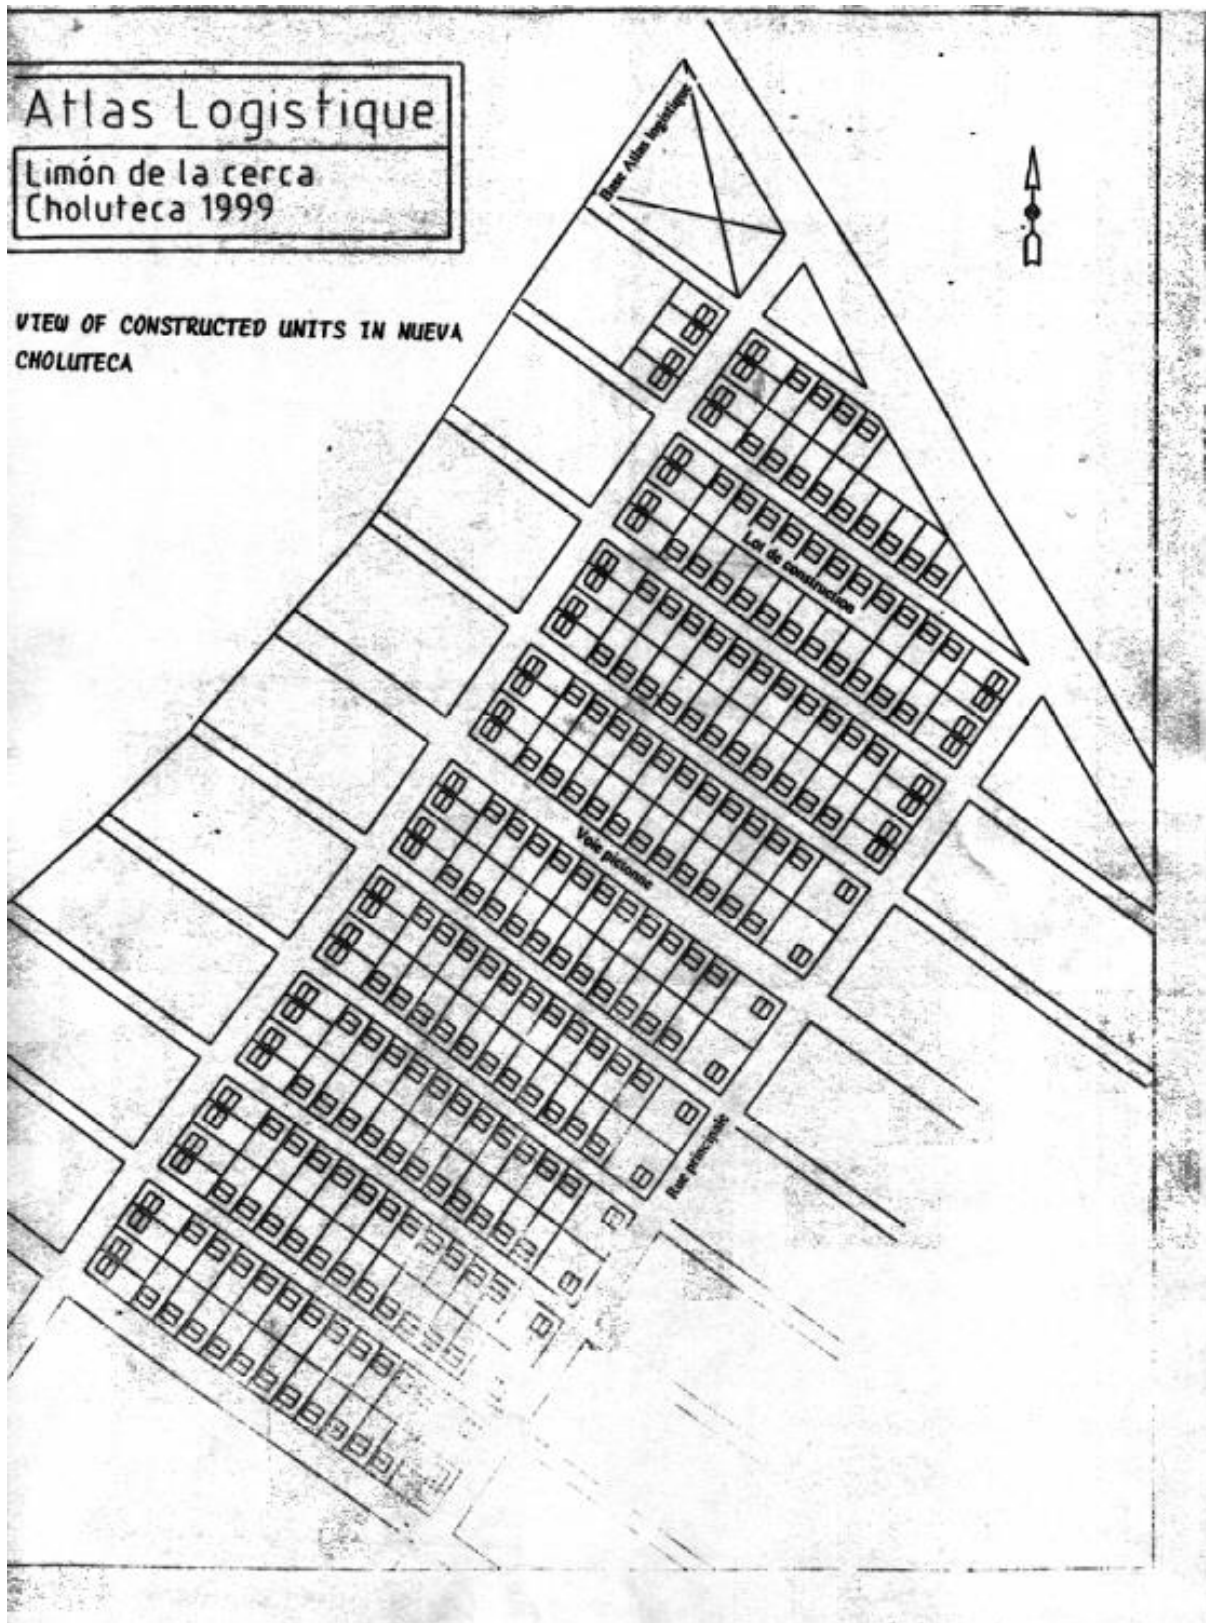 Atlas Logistique
Limón de la cerca
Choluteca 1999
VIEW OF CONSTRUCTED UNITS IN NUEVA
CHOLUTECA
Base Atlas logistique
Lot de construction
Voie pietonne
Rue principale